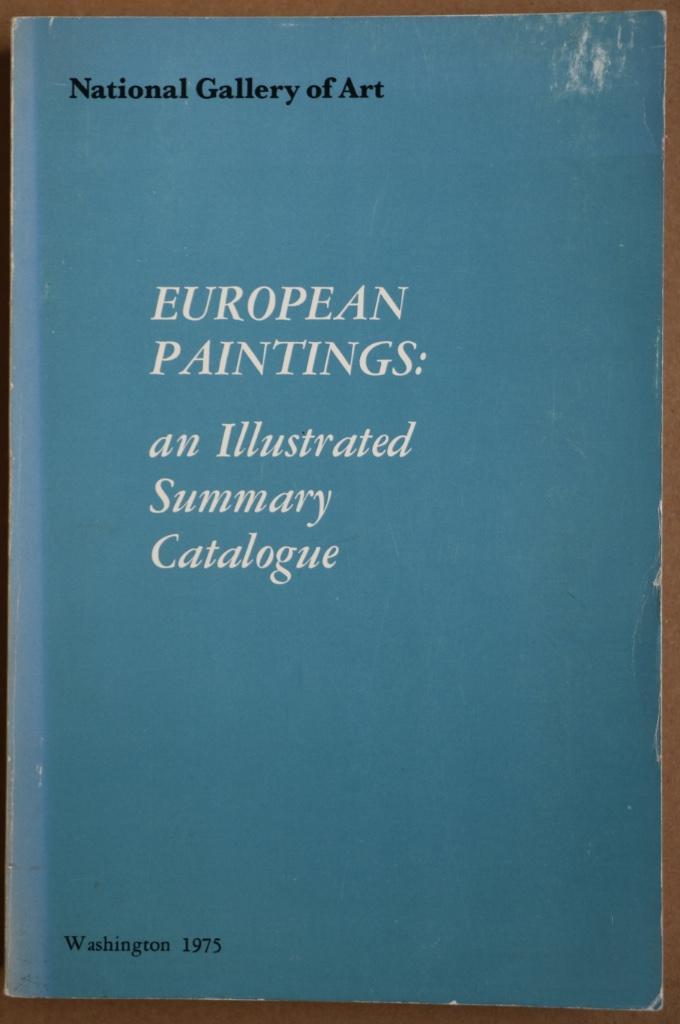 National Gallery of Art
EUROPEAN
PAINTINGS:
an Illustrated
Summary
Catalogue
Washington 1975